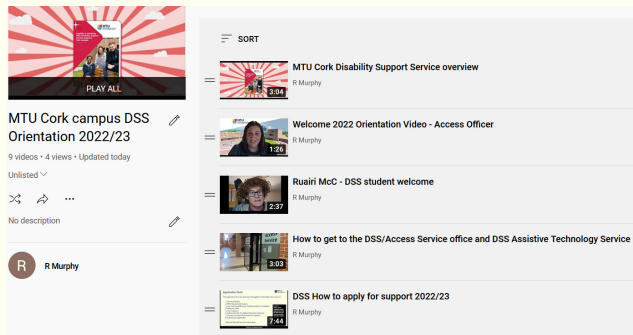 MTU
PLAY ALL
MTU Cork campus DSS
Orientation 2022/23
9 videos • 4 views • Updated today
Unlisted
No description
R
R Murphy
SORT
MTU Cork Disability Support Service overview
R Murphy
3:04
Welcome 2022 Orientation Video - Access Officer
R Murphy
1:26
Ruairi McC - DSS student welcome
R Murphy
2:37
How to get to the DSS/Access Service office and DSS Assistive Technology Service
R Murphy
3:03
DSS How to apply for support 2022/23
R Murphy
7:44